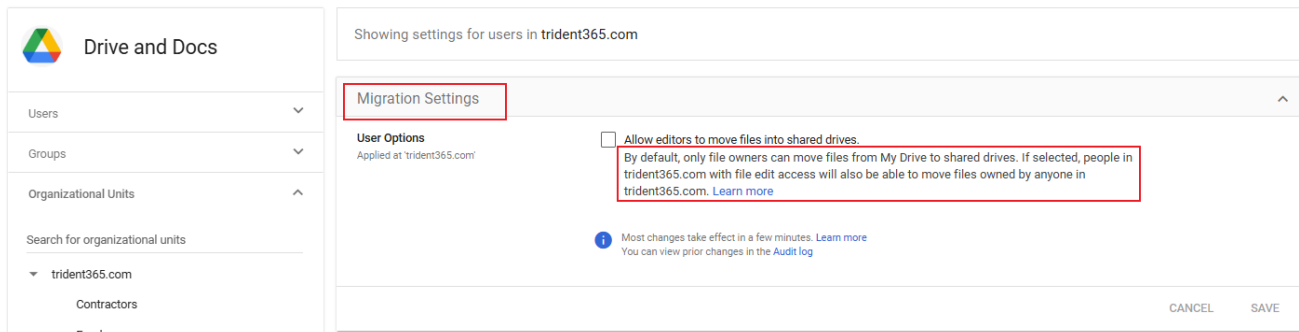 Drive and Docs
Users
Groups
Organizational Units
Search for organizational units
trident365.com
Contractors
Showing settings for users in trident365.com
Migration Settings
User Options
Applied at 'trident365.com'
Allow editors to move files into shared drives.
By default, only file owners can move files from My Drive to shared drives. If selected, people in
trident365.com with file edit access will also be able to move files owned by anyone in
trident365.com. Learn more
Most changes take effect in a few minutes. Learn more
You can view prior changes in the Audit log
CANCEL SAVE